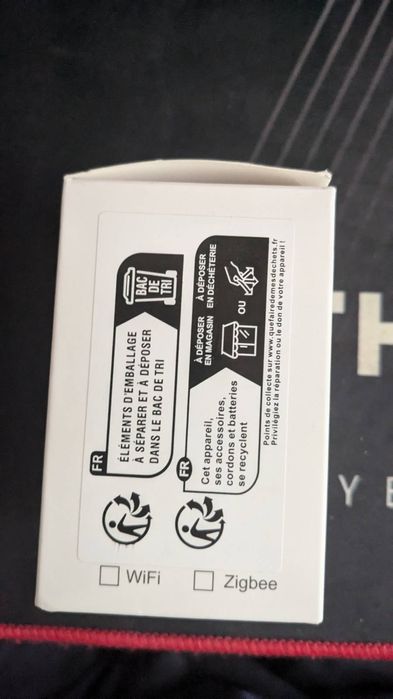 FR
ÉLÉMENTS D'EMBALLAGE
À SÉPARER ET À DÉPOSER
DANS LE BAC DE TRI
BAC
DE
TRI
FR
Cet appareil,
ses accessoires,
cordons et batteries
se recyclent
À DÉPOSER
EN MAGASIN
OU
À DÉPOSER
EN DÉCHÈTERIE
Points de collecte sur www.quefairedemesdechets.fr
Privilégiez la réparation ou le don de votre appareil !
WiFi
Zigbee
TH
YE